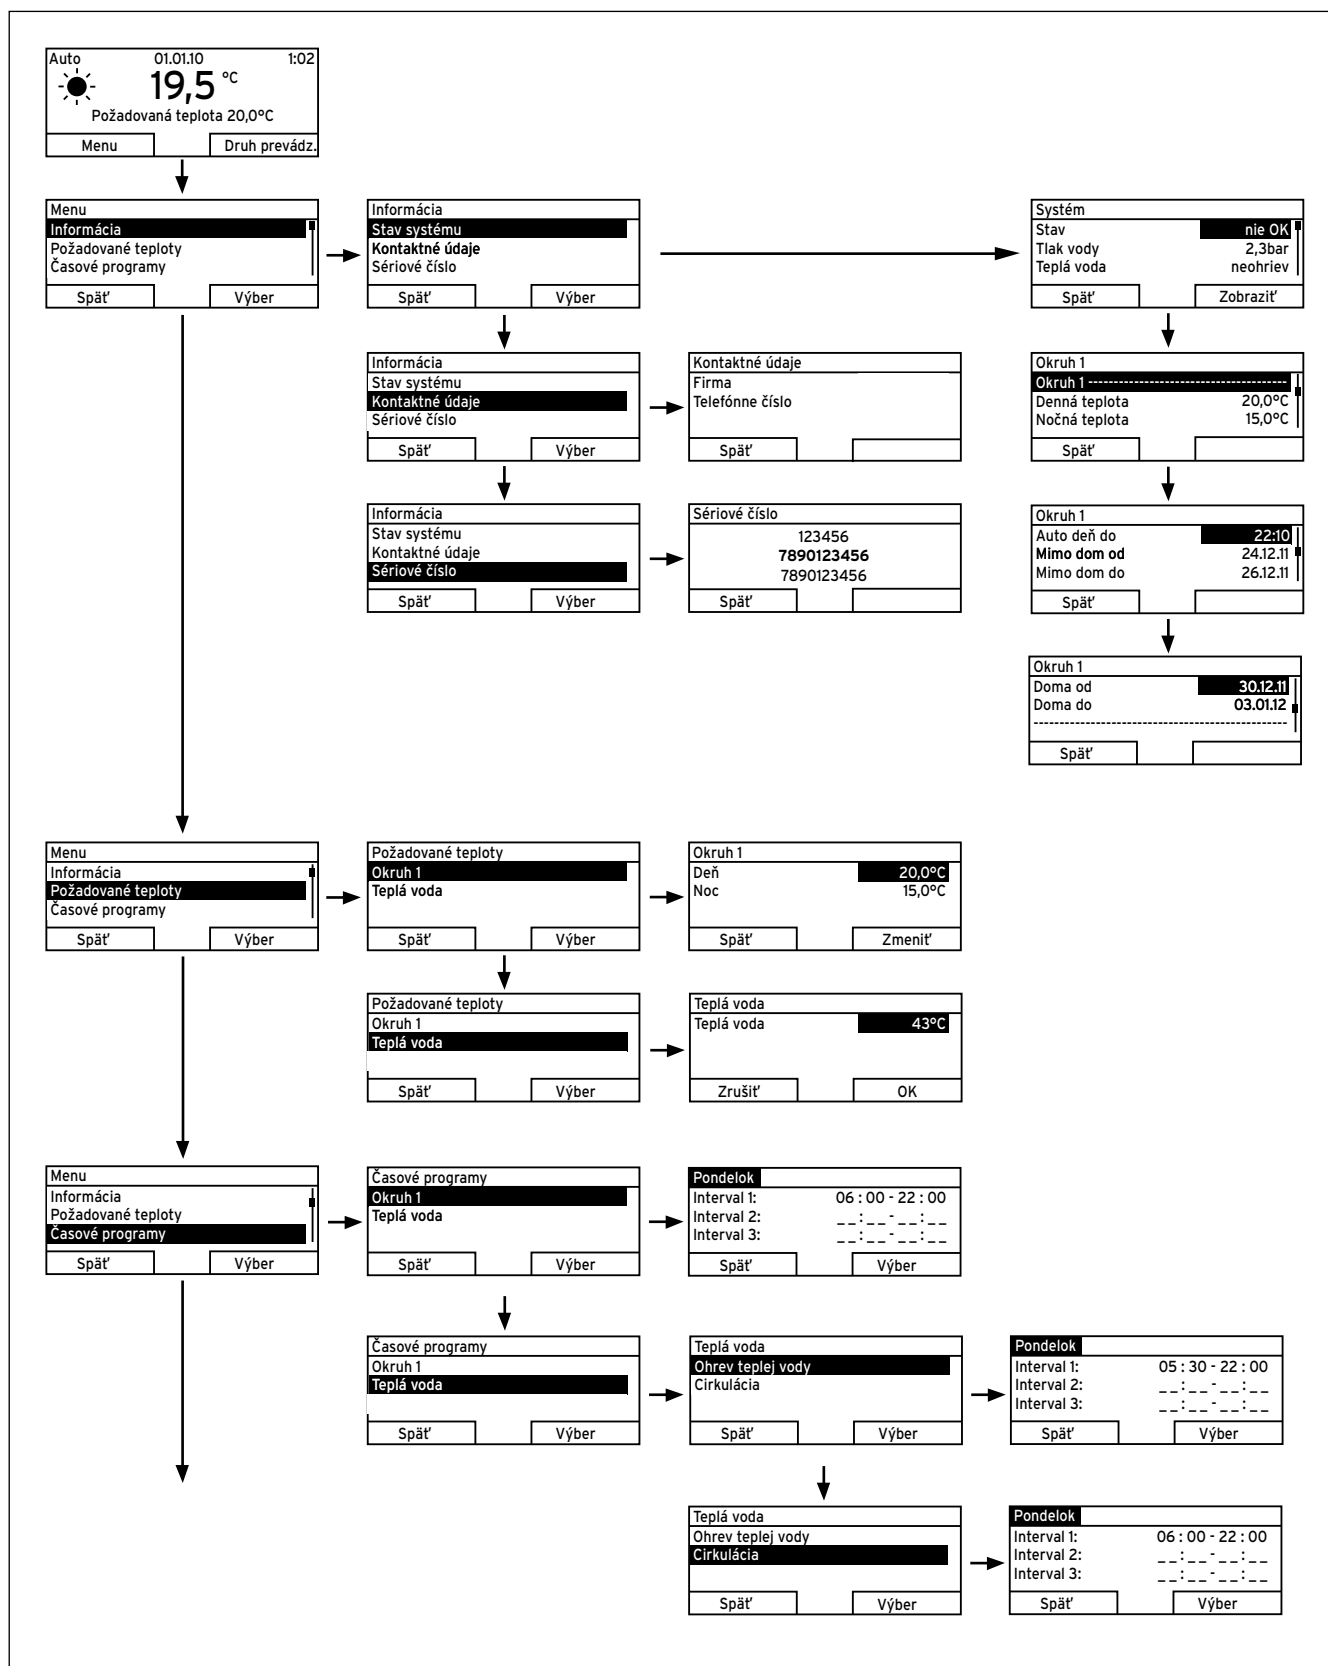 Auto 01.01.10 1:02
19,5 °C
Požadovaná teplota 20,0°C
Menu Druh prevádz.
Menu
Informácia
Požadované teploty
Časové programy
Späť Výber
Informácia
Stav systému
Kontaktné údaje
Sériové číslo
Späť Výber
Systém
Stav nie OK
Tlak vody 2,3bar
Teplá voda neohriev
Späť Zobraziť
Informácia
Stav systému
Kontaktné údaje
Sériové číslo
Späť Výber
Kontaktné údaje
Firma
Telefónne číslo
Späť
Okruh 1
Okruh 1 ---------------------------------------
Denná teplota 20,0°C
Nočná teplota 15,0°C
Späť
Informácia
Stav systému
Kontaktné údaje
Sériové číslo
Späť Výber
Sériové číslo
123456
7890123456
7890123456
Späť
Okruh 1
Auto deň do 22:10
Mimo dom od 24.12.11
Mimo dom do 26.12.11
Späť
Okruh 1
Doma od 30.12.11
Doma do 03.01.12
--------------------------------------------------
Späť
Menu
Informácia
Požadované teploty
Časové programy
Späť Výber
Požadované teploty
Okruh 1
Teplá voda
Späť Výber
Okruh 1
Deň 20,0°C
Noc 15,0°C
Späť Zmeniť
Požadované teploty
Okruh 1
Teplá voda
Späť Výber
Teplá voda
Teplá voda 43°C
Zrušiť OK
Menu
Informácia
Požadované teploty
Časové programy
Späť Výber
Časové programy
Okruh 1
Teplá voda
Späť Výber
Pondelok
Interval 1: 06 : 00 - 22 : 00
Interval 2: _ _ : _ _ - _ _ : _ _
Interval 3: _ _ : _ _ - _ _ : _ _
Späť Výber
Časové programy
Okruh 1
Teplá voda
Späť Výber
Teplá voda
Ohrev teplej vody
Cirkulácia
Späť Výber
Pondelok
Interval 1: 05 : 30 - 22 : 00
Interval 2: _ _ : _ _ - _ _ : _ _
Interval 3: _ _ : _ _ - _ _ : _ _
Späť Výber
Teplá voda
Ohrev teplej vody
Cirkulácia
Späť Výber
Pondelok
Interval 1: 06 : 00 - 22 : 00
Interval 2: _ _ : _ _ - _ _ : _ _
Interval 3: _ _ : _ _ - _ _ : _ _
Späť Výber